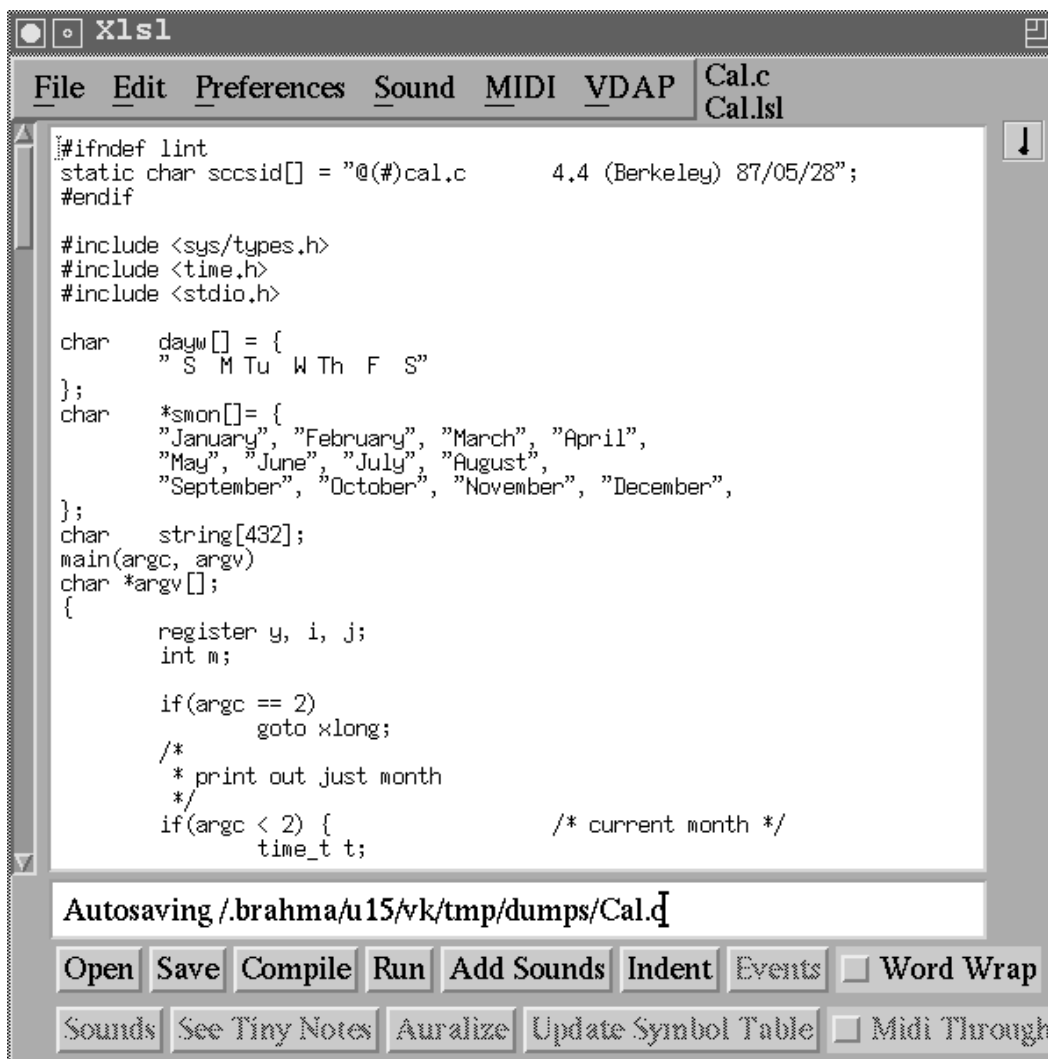 Xlsl
File Edit Preferences Sound MIDI VDAP Cal.c
Cal.lsl
#ifndef lint
static char sccsid[] = "@(#)cal.c 4.4 (Berkeley) 87/05/28";
#endif
#include <sys/types.h>
#include <time.h>
#include <stdio.h>
char dayw[] = {
" S M Tu W Th F S"
};
char *smon[]= {
"January", "February", "March", "April",
"May", "June", "July", "August",
"September", "October", "November", "December",
};
char string[432];
main(argc, argv)
char *argv[];
{
register y, i, j;
int m;
if(argc == 2)
goto xlong;
/*
* print out just month
*/
if(argc < 2) { /* current month */
time_t t;
Autosaving /.brahma/u15/vk/tmp/dumps/Cal.c
Open Save Compile Run Add Sounds Indent Events Word Wrap
Sounds See Tiny Notes Auralize Update Symbol Table Midi Through